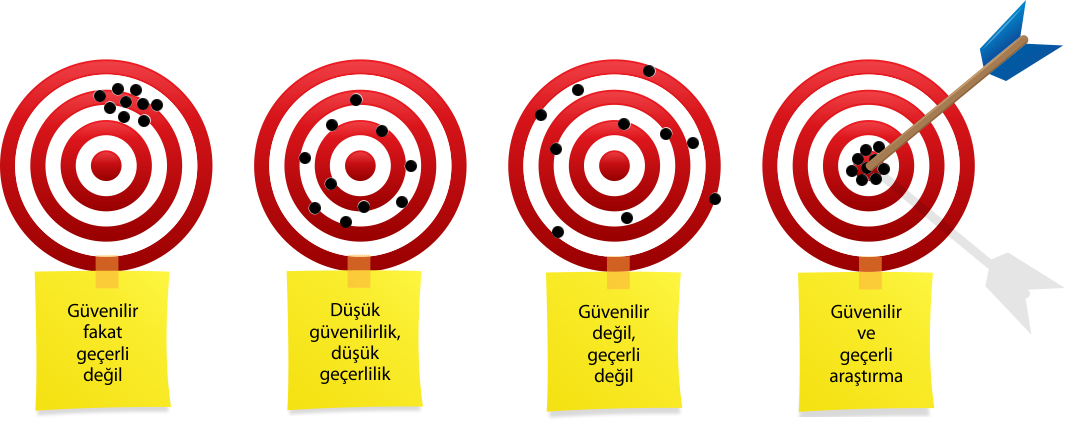 Güvenilir
fakat
geçerli
değil
Düşük
güvenilirlik,
düşük
geçerlilik
Güvenilir
değil,
geçerli
değil
Güvenilir
ve
geçerli
araştırma